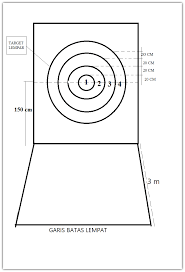 TARGET
LEMPAR
20 CM
20 CM
20 CM
20 CM
1 2 3 4
150 cm
3 m
GARIS BATAS LEMPAT